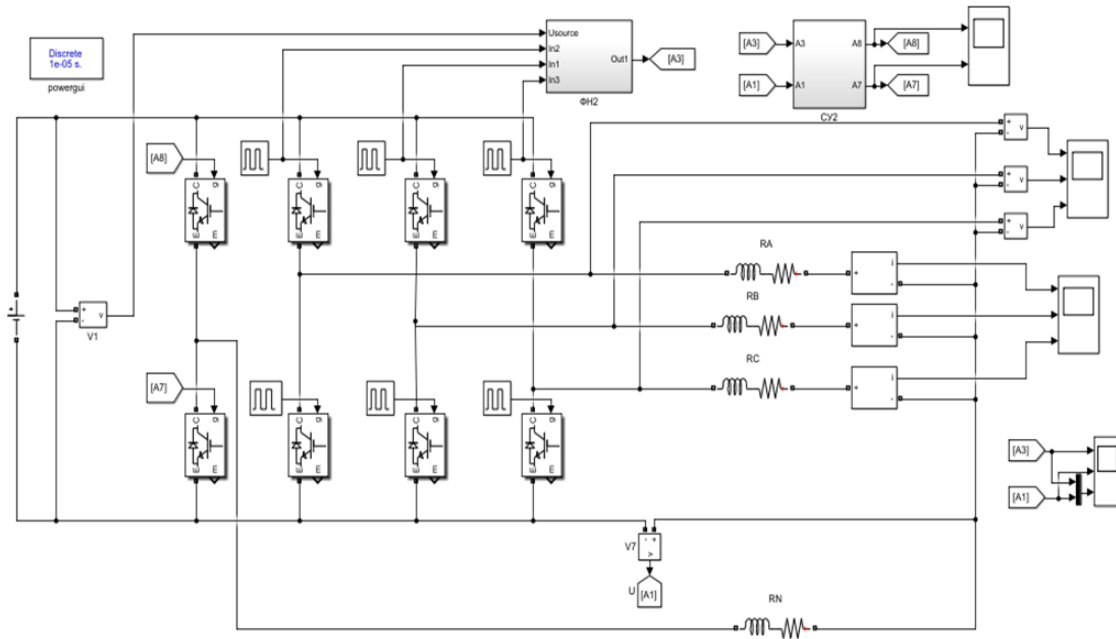 Discrete
1e-05 s.
powergui
Usource
In2
In1
In3
Out1
ФН2
[A3]
[A3]
[A1]
A3
A1
A8
A7
СУ2
[A8]
[A7]
[A8]
g
C
E
m
g
C
E
m
g
C
E
m
g
C
E
m
+
-
v
+
-
v
+
-
v
RA
+
i
-
RB
+
i
-
RC
+
i
-
+
+
-
v
V1
[A7]
g
C
E
m
g
C
E
m
g
C
E
m
g
C
E
m
[A3]
[A1]
V7
-
+
v
U
[A1]
RN